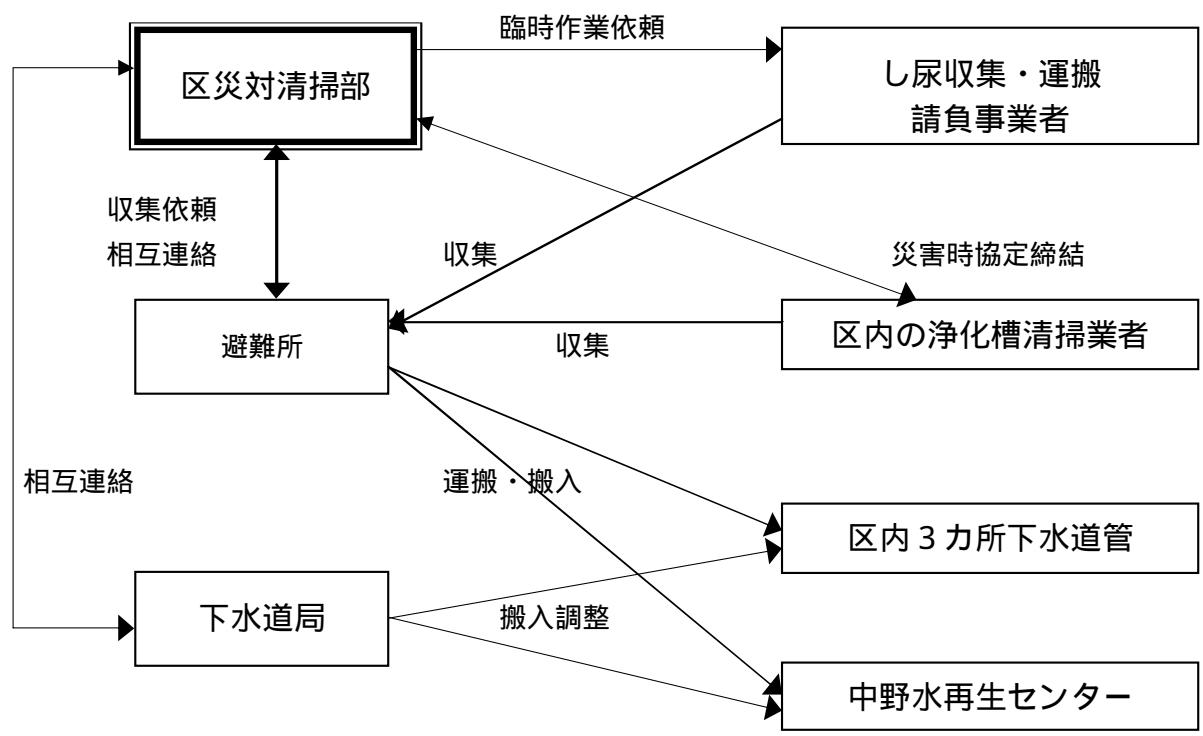 臨時作業依頼
区災対清掃部
し尿収集・運搬
請負事業者
収集依頼
相互連絡
収集
災害時協定締結
避難所
収集
区内の浄化槽清掃業者
相互連絡
運搬・搬入
区内3カ所下水道管
下水道局
搬入調整
中野水再生センター